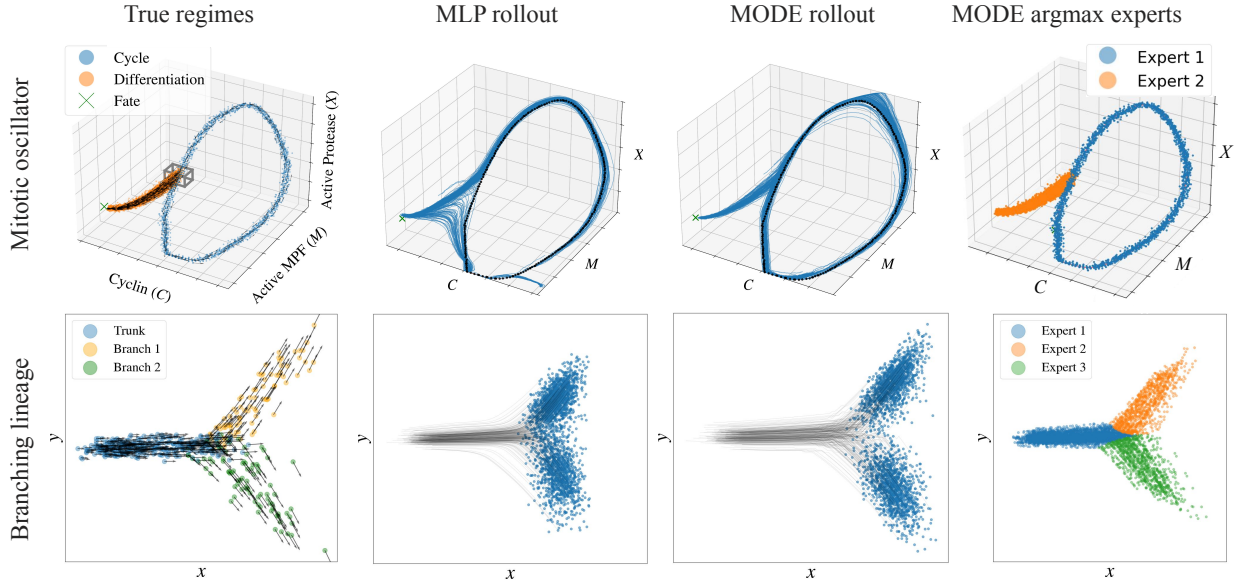 True regimes
MLP rollout
MODE rollout
MODE argmax experts
Mitotic oscillator
Cycle
Differentiation
Fate
Cyclin (C)
Active MPF (M)
Active Protease (X)
C
M
X
C
M
X
Expert 1
Expert 2
C
M
X
Branching lineage
Trunk
Branch 1
Branch 2
y
x
y
x
y
x
Expert 1
Expert 2
Expert 3
y
x